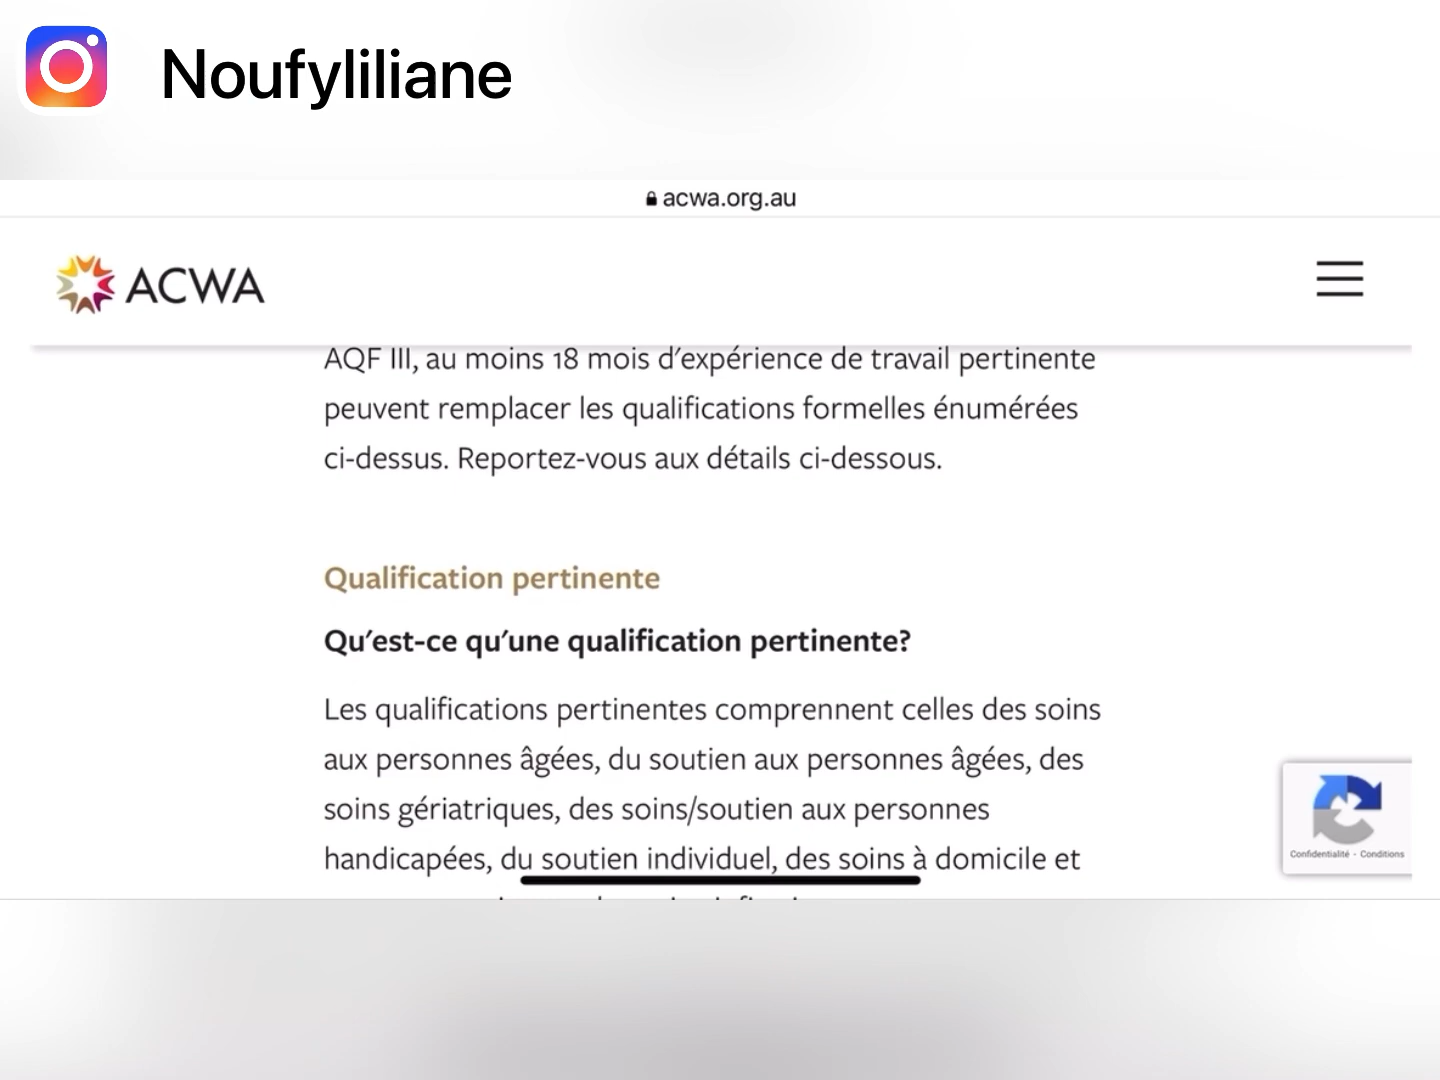 Noufyliliane
acwa.org.au
ACWA
AQF III, au moins 18 mois d'expérience de travail pertinente
peuvent remplacer les qualifications formelles énumérées
ci-dessus. Reportez-vous aux détails ci-dessous.
Qualification pertinente
Qu'est-ce qu'une qualification pertinente?
Les qualifications pertinentes comprennent celles des soins
aux personnes âgées, du soutien aux personnes âgées, des
soins gériatriques, des soins/soutien aux personnes
handicapées, du soutien individuel, des soins à domicile et
Confidentialité - Conditions